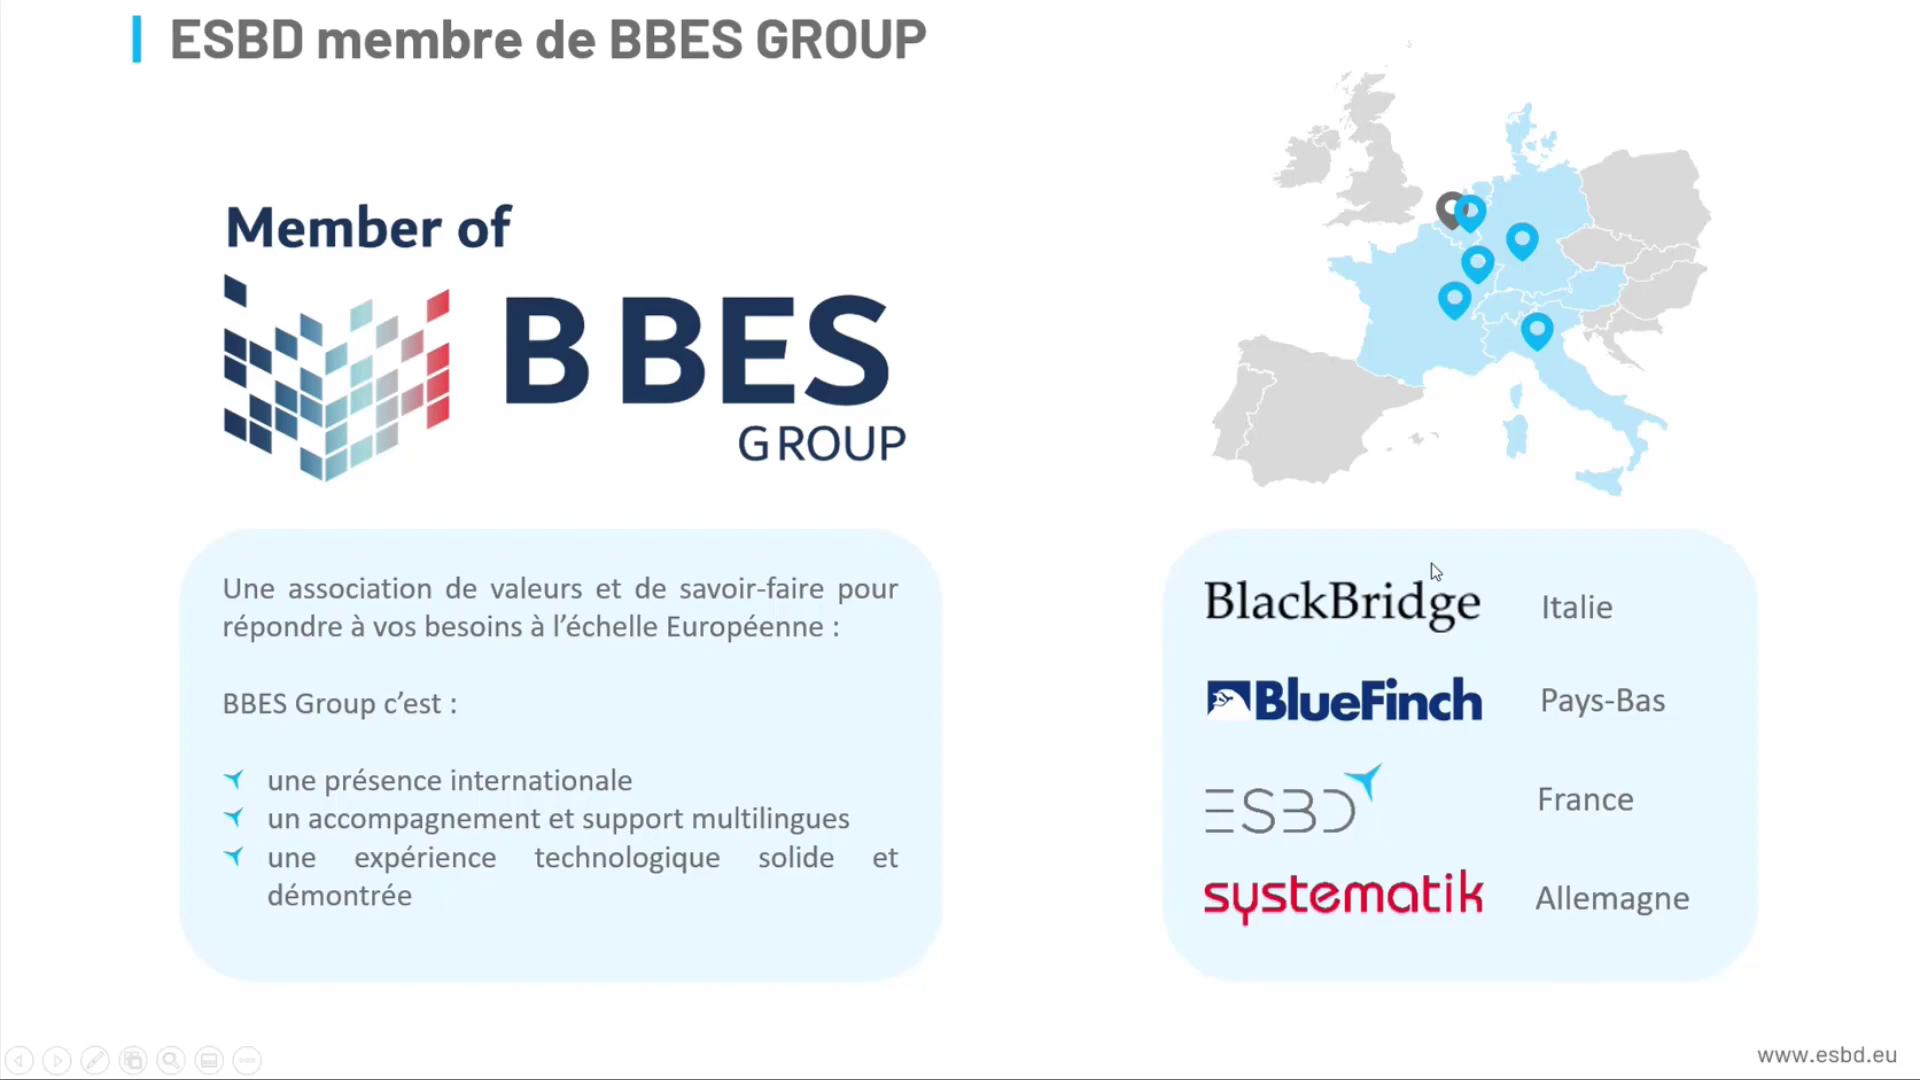 ESBD membre de BBES GROUP
Member of
BBES
GROUP
Une association de valeurs et de savoir-faire pour
répondre à vos besoins à l'échelle Européenne :
BBES Group c'est :
une présence internationale
un accompagnement et support multilingues
une expérience technologique solide et
démontrée
BlackBridge Italie
BlueFinch Pays-Bas
ESBD France
systematik Allemagne
www.esbd.eu